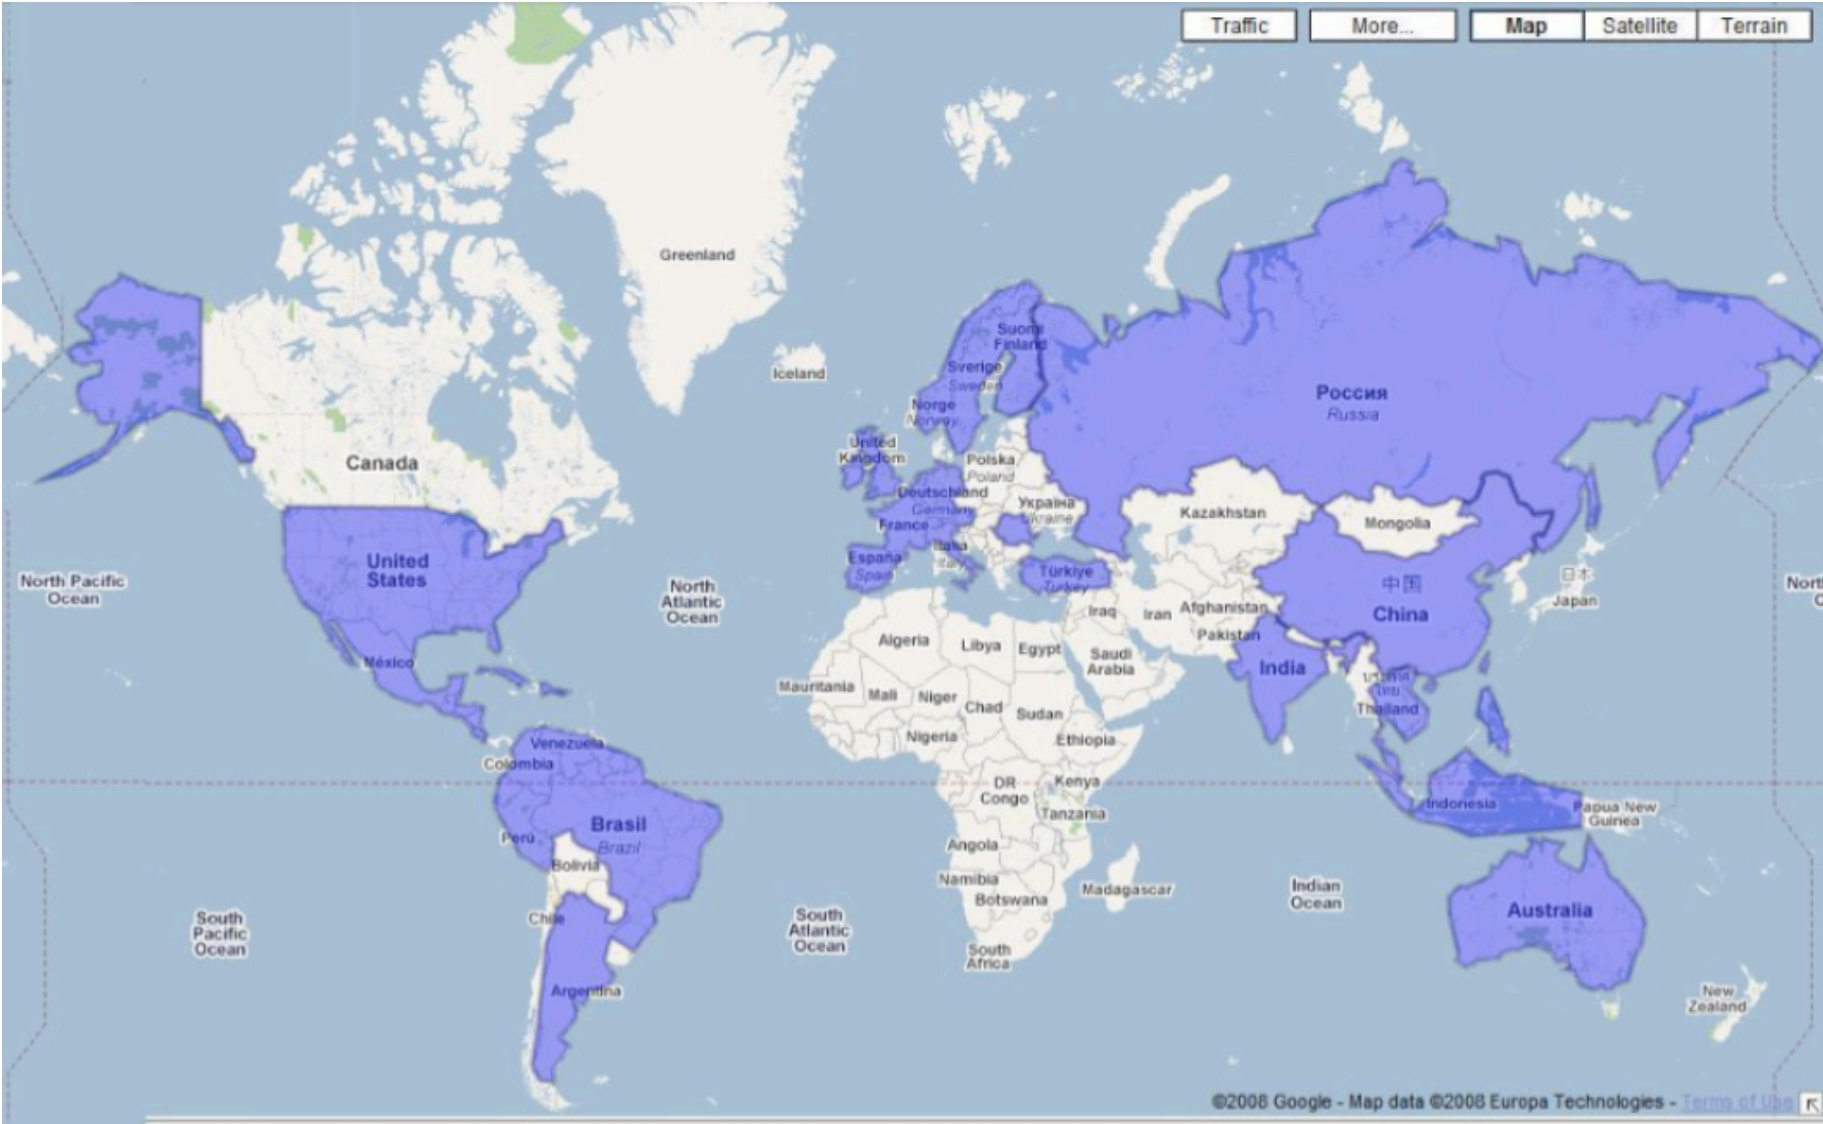 Traffic
More...
Map
Satellite
Terrain
Greenland
Iceland
Suomi
Finland
Sverige
Sweden
Norge
Norway
Россия
Russia
United
Kingdom
Canada
Polska
Poland
Deutschland
Germany
Україна
Ukraine
Kazakhstan
Mongolia
France
United
States
España
Spain
Italia
Italy
Türkiye
Turkey
中国
China
日本
Japan
North Pacific
Ocean
North
Atlantic
Ocean
Iraq
Iran
Afghanistan
Pakistan
Algeria
Libya
Egypt
Saudi
Arabia
India
México
Mauritania
Mali
Niger
Chad
Sudan
Thailand
Nigeria
Ethiopia
Venezuela
Colombia
DR
Congo
Kenya
Tanzania
Indonesia
Papua New
Guinea
Brasil
Brazil
Perú
Bolivia
Angola
Namibia
Botswana
Madagascar
Indian
Ocean
Australia
Chile
South
Pacific
Ocean
South
Atlantic
Ocean
South
Africa
Argentina
New
Zealand
©2008 Google - Map data ©2008 Europa Technologies - Terms of Use